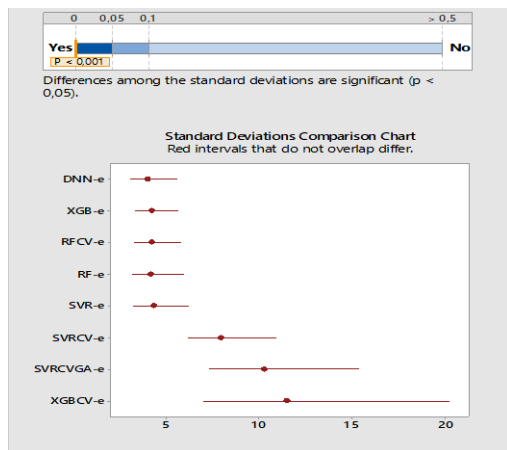 0 0,05 0,1 > 0,5
Yes No
P < 0,001
Differences among the standard deviations are significant (p <
0,05).
Standard Deviations Comparison Chart
Red intervals that do not overlap differ.
DNN-e
XGB-e
RFCV-e
RF-e
SVR-e
SVRCV-e
SVRCVGA-e
XGBCV-e
5 10 15 20